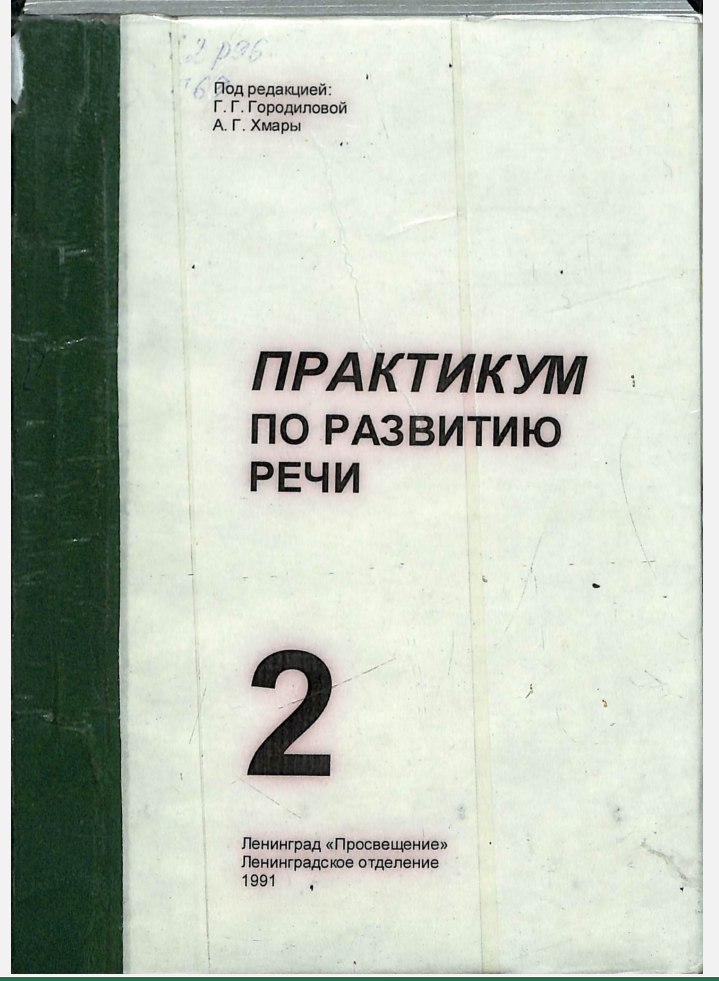 Под редакцией:
Г. Г. Городиловой
А. Г. Хмары
ПРАКТИКУМ
ПО РАЗВИТИЮ
РЕЧИ
2
Ленинград «Просвещение»
Ленинградское отделение
1991